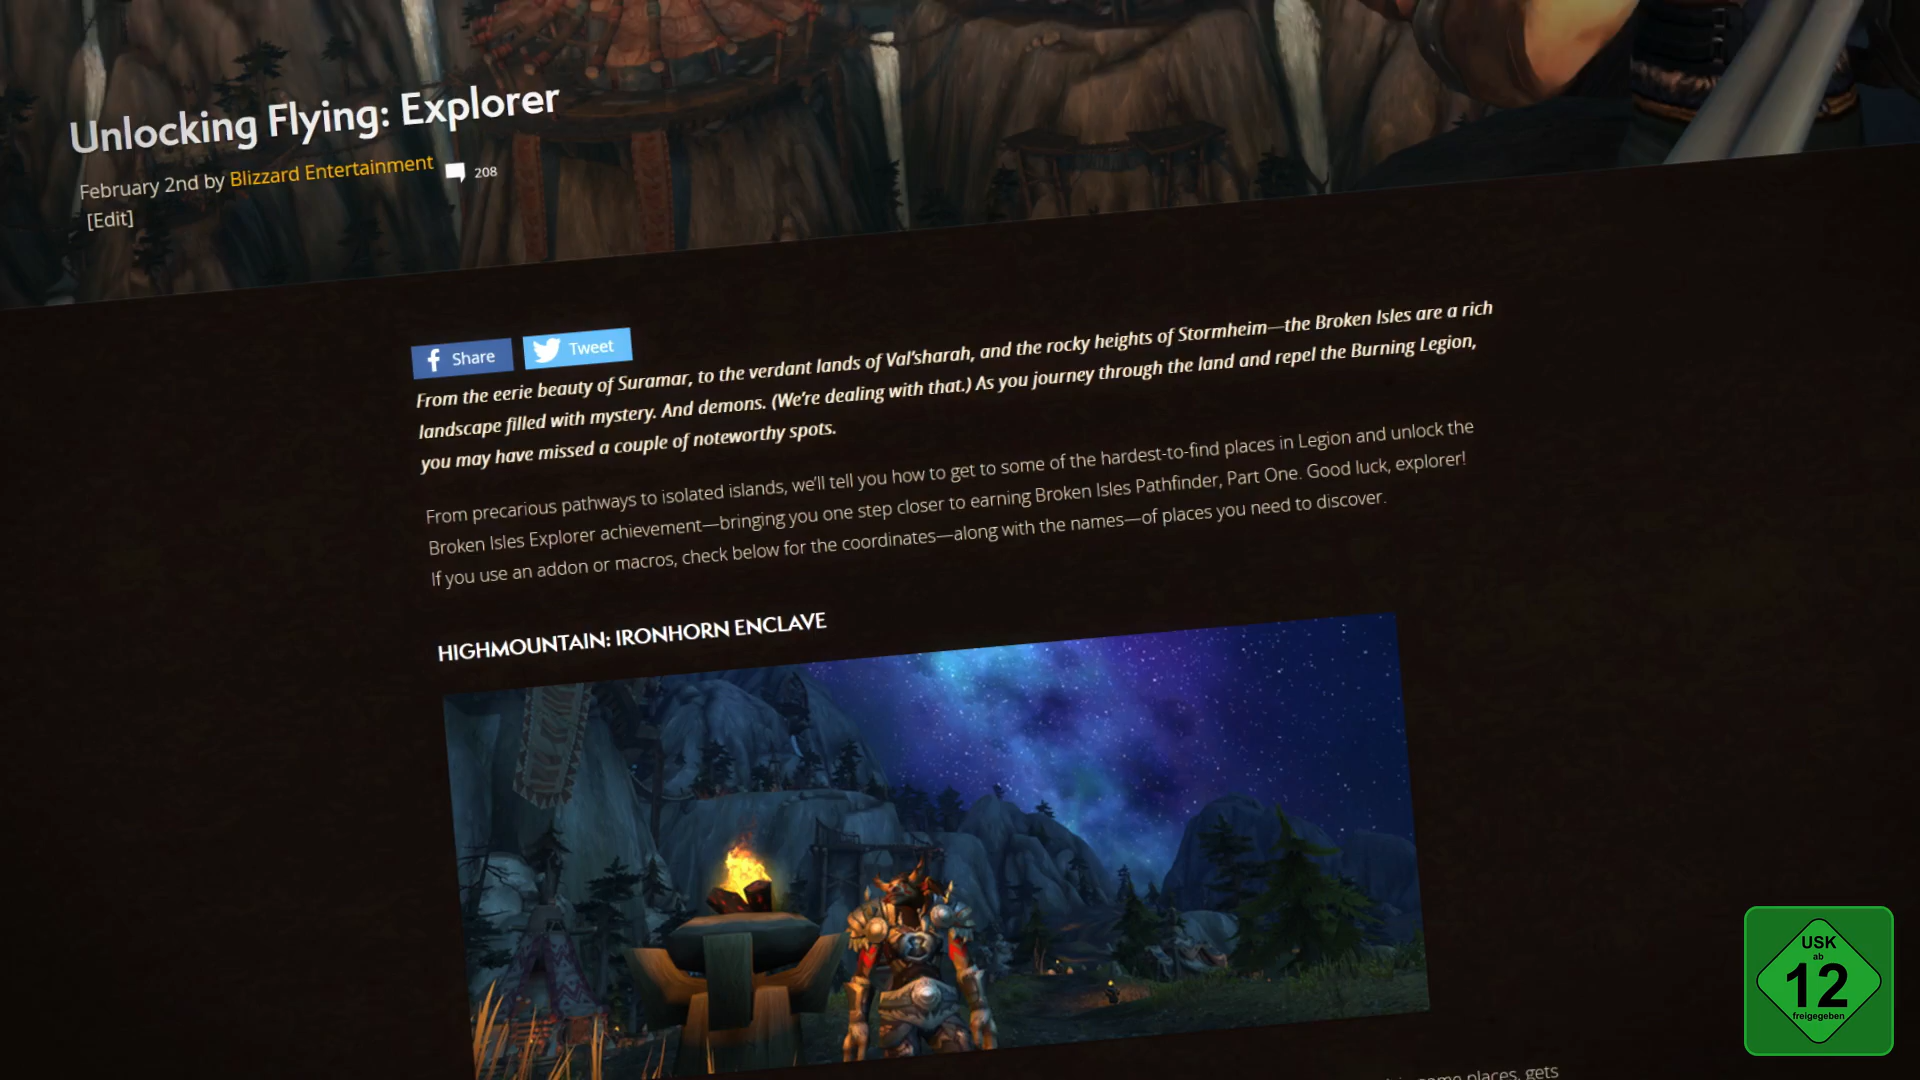 Unlocking Flying: Explorer
February 2nd by Blizzard Entertainment 208
[Edit]
Share Tweet
From the eerie beauty of Suramar, to the verdant lands of Val'sharah, and the rocky heights of Stormheim—the Broken Isles are a rich
landscape filled with mystery. And demons. (We're dealing with that.) As you journey through the land and repel the Burning Legion,
you may have missed a couple of noteworthy spots.
From precarious pathways to isolated islands, we'll tell you how to get to some of the hardest-to-find places in Legion and unlock the
Broken Isles Explorer achievement—bringing you one step closer to earning Broken Isles Pathfinder, Part One. Good luck, explorer!
If you use an addon or macros, check below for the coordinates—along with the names—of places you need to discover.
HIGHMOUNTAIN: IRONHORN ENCLAVE
places, gets
USK
ab
12
freigegeben